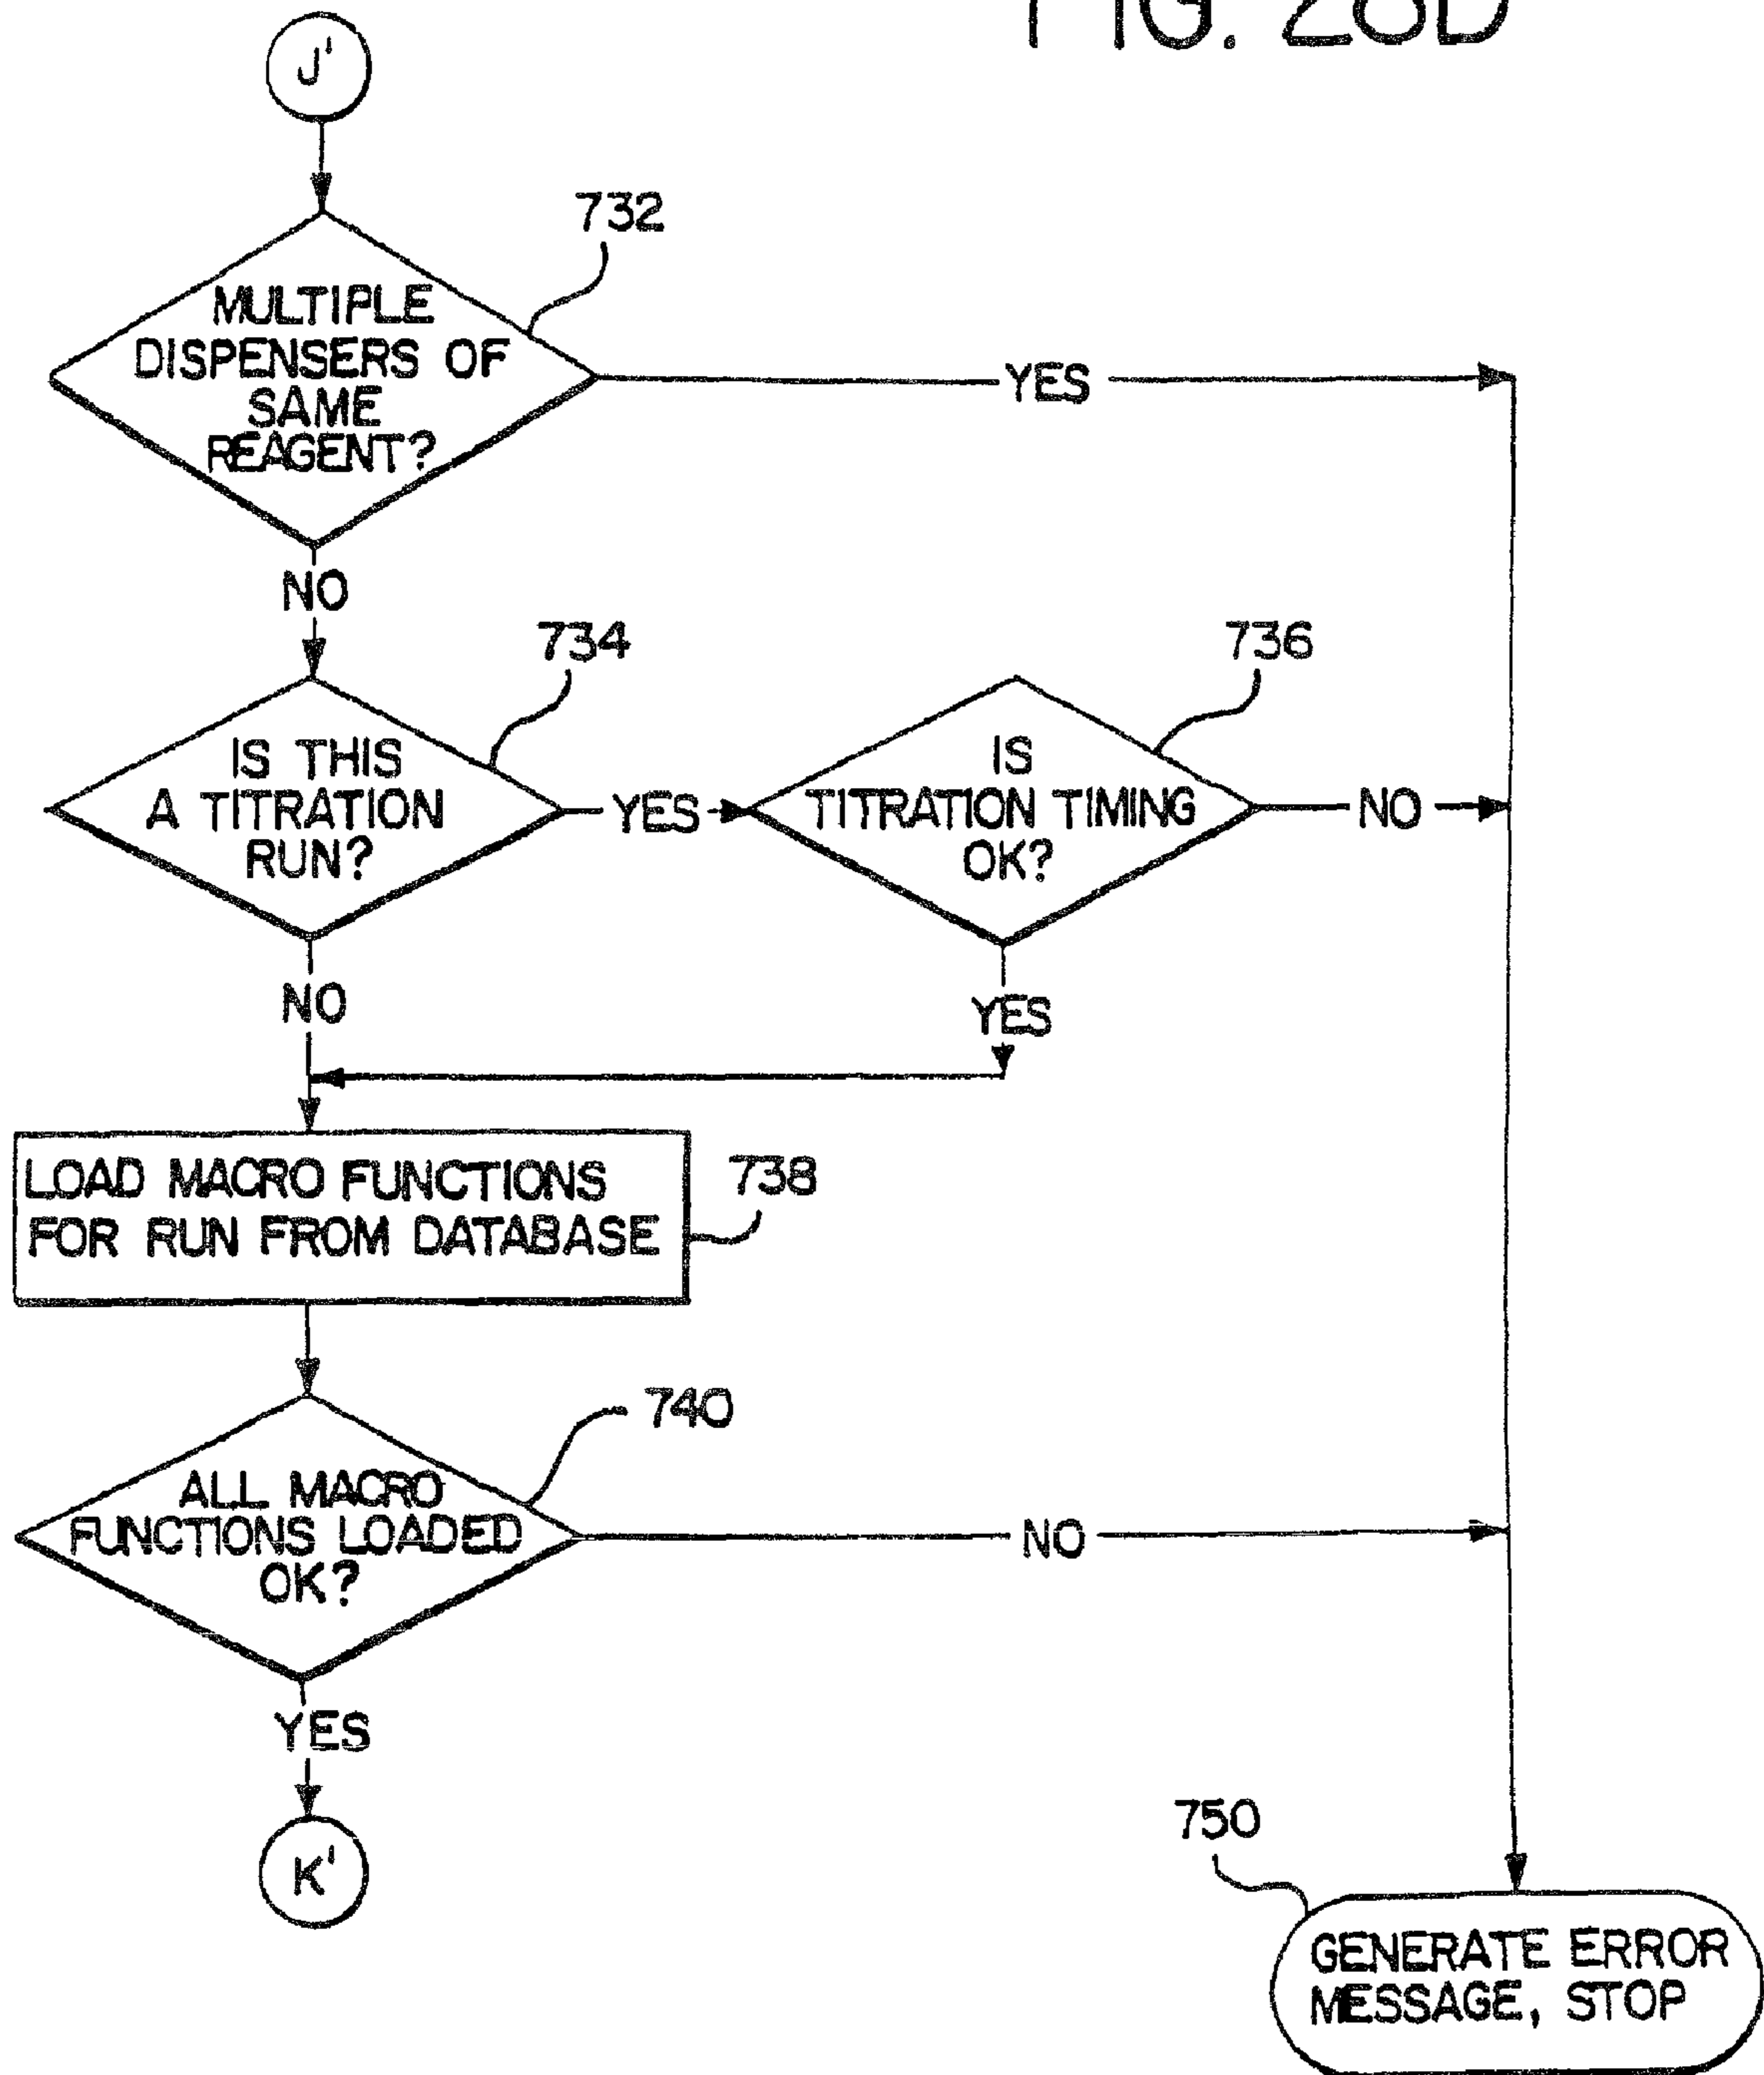 FIG. 28D
J'
732
MULTIPLE
DISPENSERS OF
SAME
REAGENT?
YES
NO
734
IS THIS
A TITRATION
RUN?
YES
736
IS
TITRATION TIMING
OK?
NO
NO
YES
738
LOAD MACRO FUNCTIONS
FOR RUN FROM DATABASE
740
ALL MACRO
FUNCTIONS LOADED
OK?
NO
YES
K'
750
GENERATE ERROR
MESSAGE, STOP